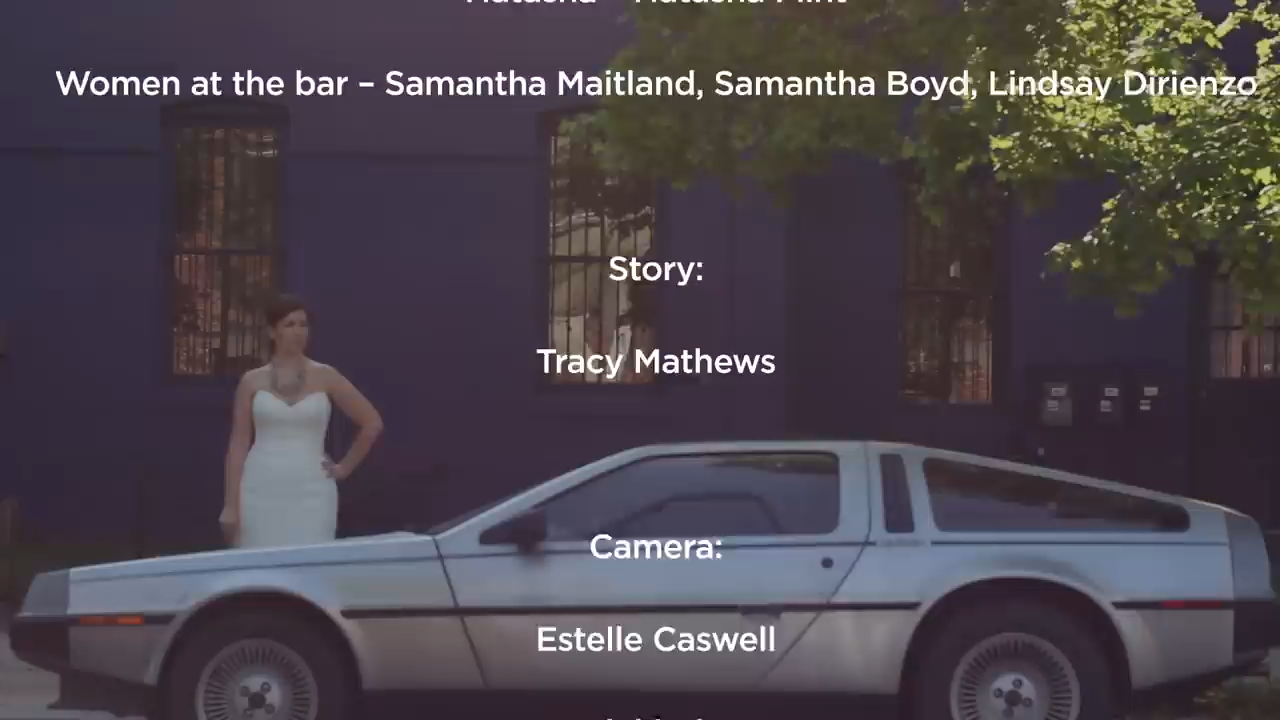 Women at the bar – Samantha Maitland, Samantha Boyd, Lindsay Dirienzo
Story:
Tracy Mathews
Camera:
Estelle Caswell